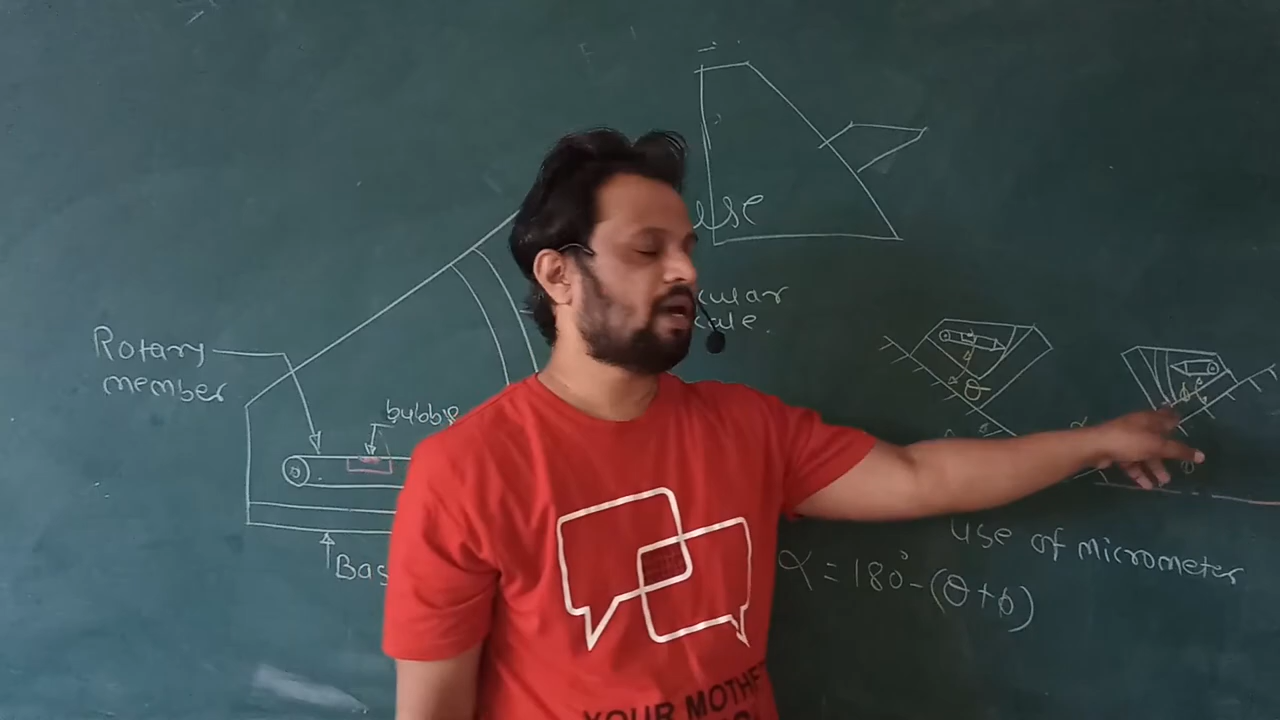 Rotary
member
bubble
Bas
use
cular
cale.
θ
ϕ
α
use of micrometer
α = 180° - (θ + ϕ)
YOUR MOTHE